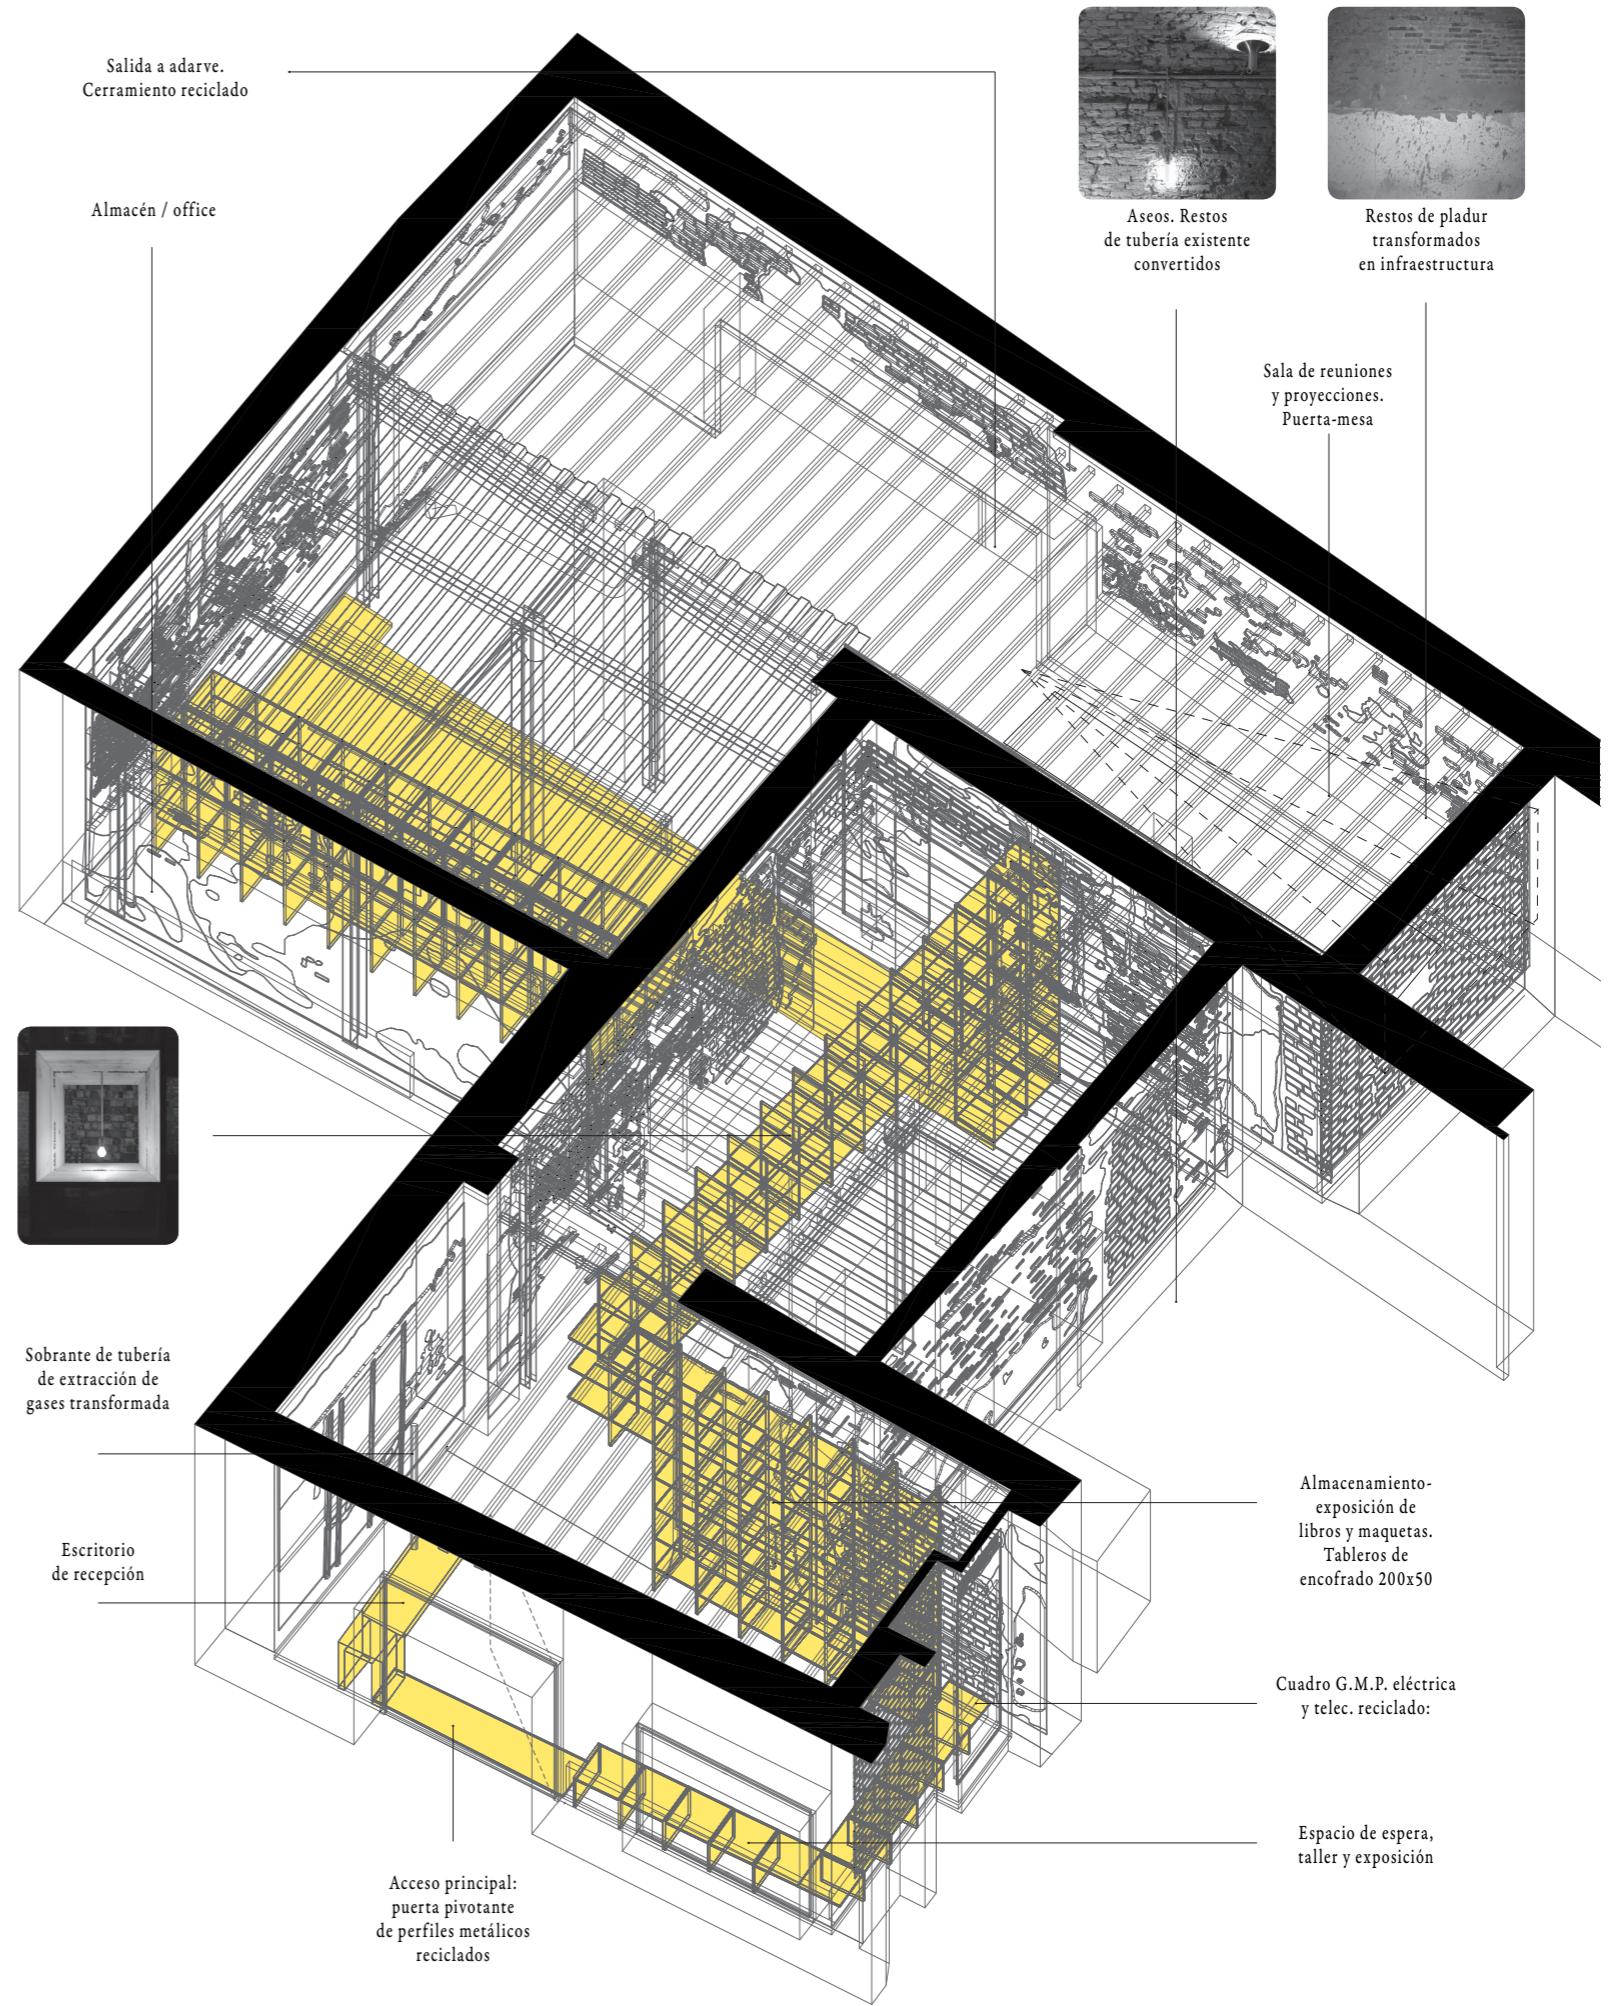 Salida a adarve.
Cerramiento reciclado
Almacén / office
Aseos. Restos
de tubería existente
convertidos
Restos de pladur
transformados
en infraestructura
Sala de reuniones
y proyecciones.
Puerta-mesa
Sobrante de tubería
de extracción de
gases transformada
Escritorio
de recepción
Almacenamiento-
exposición de
libros y maquetas.
Tableros de
encofrado 200x50
Cuadro G.M.P. eléctrica
y telec. reciclado:
Espacio de espera,
taller y exposición
Acceso principal:
puerta pivotante
de perfiles metálicos
reciclados